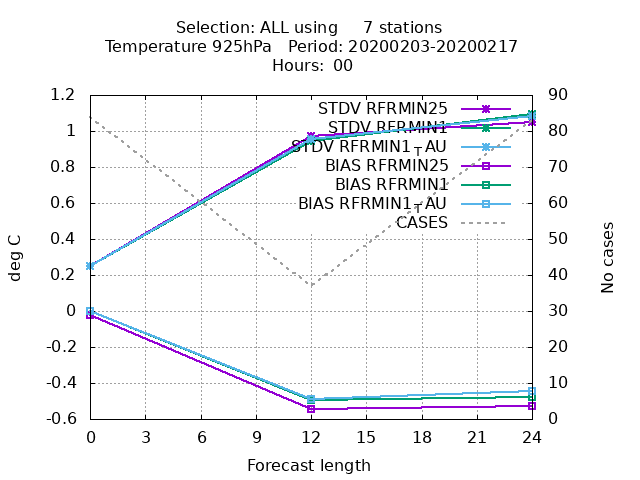 Selection: ALL using 7 stations
Temperature 925hPa Period: 20200203-20200217
Hours: 00
1.2
1
0.8
0.6
0.4
0.2
0
-0.2
-0.4
-0.6
deg C
STDV RFRMIN25
STDV RFRMIN1
STDV RFRMIN1TAU
BIAS RFRMIN25
BIAS RFRMIN1
BIAS RFRMIN1TAU
CASES
90
80
70
60
50
40
30
20
10
0
No cases
0 3 6 9 12 15 18 21 24
Forecast length